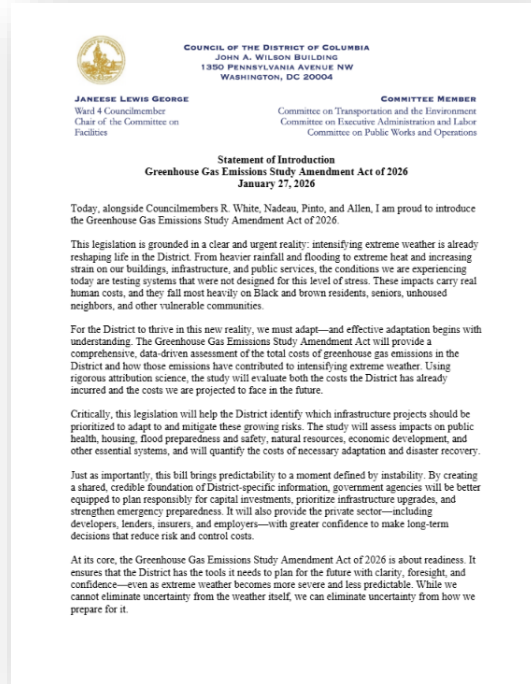 COUNCIL OF THE DISTRICT OF COLUMBIA
JOHN A. WILSON BUILDING
1350 PENNSYLVANIA AVENUE NW
WASHINGTON, DC 20004
JANEESE LEWIS GEORGE
Ward 4 Councilmember
Chair of the Committee on
Facilities
COMMITTEE MEMBER
Committee on Transportation and the Environment
Committee on Executive Administration and Labor
Committee on Public Works and Operations
Statement of Introduction
Greenhouse Gas Emissions Study Amendment Act of 2026
January 27, 2026
Today, alongside Councilmembers R. White, Nadeau, Pinto, and Allen, I am proud to introduce
the Greenhouse Gas Emissions Study Amendment Act of 2026.
This legislation is grounded in a clear and urgent reality: intensifying extreme weather is already
reshaping life in the District. From heavier rainfall and flooding to extreme heat and increasing
strain on our buildings, infrastructure, and public services, the conditions we are experiencing
today are testing systems that were not designed for this level of stress. These impacts carry real
human costs, and they fall most heavily on Black and brown residents, seniors, unhoused
neighbors, and other vulnerable communities.
For the District to thrive in this new reality, we must adapt—and effective adaptation begins with
understanding. The Greenhouse Gas Emissions Study Amendment Act will provide a
comprehensive, data-driven assessment of the total costs of greenhouse gas emissions in the
District and how those emissions have contributed to intensifying extreme weather. Using
rigorous attribution science, the study will evaluate both the costs the District has already
incurred and the costs we are projected to face in the future.
Critically, this legislation will help the District identify which infrastructure projects should be
prioritized to adapt to and mitigate these growing risks. The study will assess impacts on public
health, housing, flood preparedness and safety, natural resources, economic development, and
other essential systems, and will quantify the costs of necessary adaptation and disaster recovery.
Just as importantly, this bill brings predictability to a moment defined by instability. By creating
a shared, credible foundation of District-specific information, government agencies will be better
equipped to plan responsibly for capital investments, prioritize infrastructure upgrades, and
strengthen emergency preparedness. It will also provide the private sector—including
developers, lenders, insurers, and employers—with greater confidence to make long-term
decisions that reduce risk and control costs.
At its core, the Greenhouse Gas Emissions Study Amendment Act of 2026 is about readiness. It
ensures that the District has the tools it needs to plan for the future with clarity, foresight, and
confidence—even as extreme weather becomes more severe and less predictable. While we
cannot eliminate uncertainty from the weather itself, we can eliminate uncertainty from how we
prepare for it.